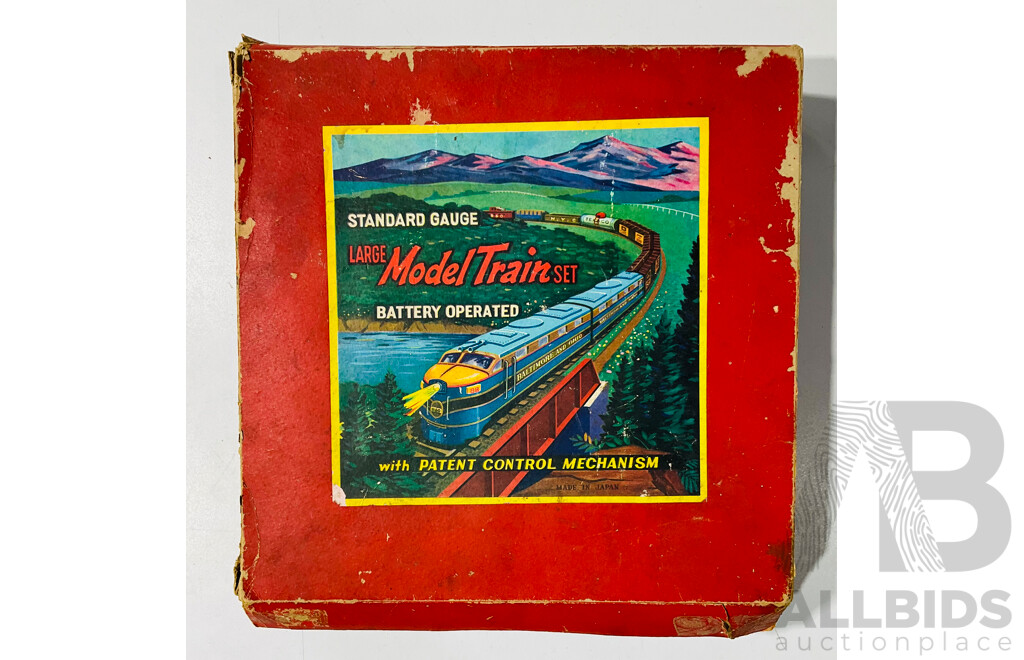 STANDARD GAUGE
LARGE Model Train SET
BATTERY OPERATED
BALTIMORE AND OHIO
with PATENT CONTROL MECHANISM
MADE IN JAPAN
AB
ALLBIDS
auctionplace